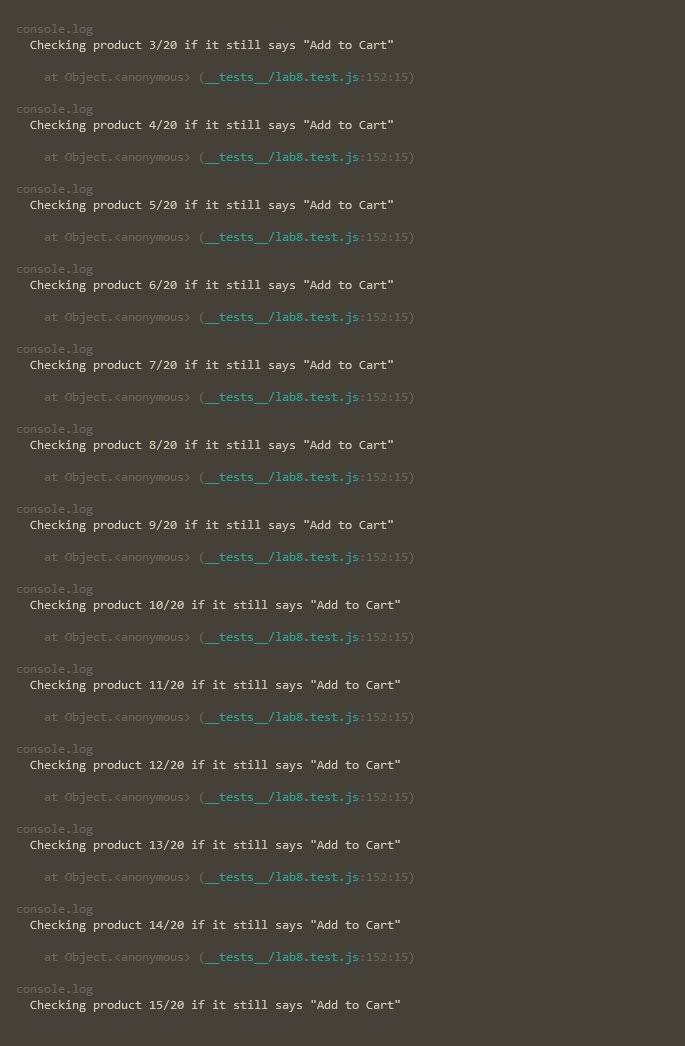 console.log
Checking product 3/20 if it still says "Add to Cart"
at Object.<anonymous> (__tests__/lab8.test.js:152:15)
console.log
Checking product 4/20 if it still says "Add to Cart"
at Object.<anonymous> (__tests__/lab8.test.js:152:15)
console.log
Checking product 5/20 if it still says "Add to Cart"
at Object.<anonymous> (__tests__/lab8.test.js:152:15)
console.log
Checking product 6/20 if it still says "Add to Cart"
at Object.<anonymous> (__tests__/lab8.test.js:152:15)
console.log
Checking product 7/20 if it still says "Add to Cart"
at Object.<anonymous> (__tests__/lab8.test.js:152:15)
console.log
Checking product 8/20 if it still says "Add to Cart"
at Object.<anonymous> (__tests__/lab8.test.js:152:15)
console.log
Checking product 9/20 if it still says "Add to Cart"
at Object.<anonymous> (__tests__/lab8.test.js:152:15)
console.log
Checking product 10/20 if it still says "Add to Cart"
at Object.<anonymous> (__tests__/lab8.test.js:152:15)
console.log
Checking product 11/20 if it still says "Add to Cart"
at Object.<anonymous> (__tests__/lab8.test.js:152:15)
console.log
Checking product 12/20 if it still says "Add to Cart"
at Object.<anonymous> (__tests__/lab8.test.js:152:15)
console.log
Checking product 13/20 if it still says "Add to Cart"
at Object.<anonymous> (__tests__/lab8.test.js:152:15)
console.log
Checking product 14/20 if it still says "Add to Cart"
at Object.<anonymous> (__tests__/lab8.test.js:152:15)
console.log
Checking product 15/20 if it still says "Add to Cart"